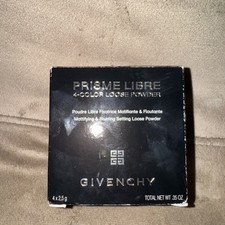 PRISME LIBRE
4-COLOR LOOSE POWDER
Poudre Libre Fixatrice Matifiante & Floutante
Mattifying & Blurring Setting Loose Powder
GIVENCHY
4 x 2,5 g
TOTAL NET WT. .35 OZ.